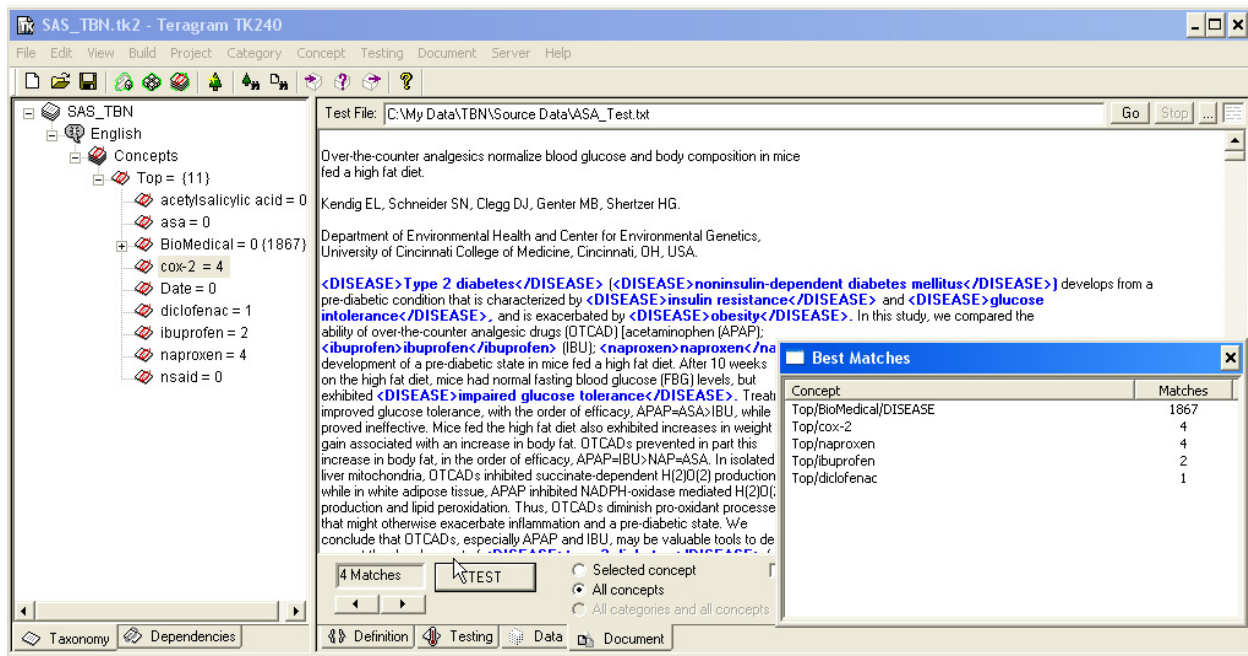 SAS_TBN.tk2 - Teragram TK240
File Edit View Build Project Category Concept Testing Document Server Help
SAS_TBN
English
Concepts
Top = {11}
acetylsalicylic acid = 0
asa = 0
BioMedical = 0 {1867}
cox-2 = 4
Date = 0
diclofenac = 1
ibuprofen = 2
naproxen = 4
nsaid = 0
Taxonomy Dependencies
Test File: C:\My Data\TBN\Source Data\ASA_Test.txt Go Stop ...
Over-the-counter analgesics normalize blood glucose and body composition in mice
fed a high fat diet.
Kendig EL, Schneider SN, Clegg DJ, Genter MB, Shertzer HG.
Department of Environmental Health and Center for Environmental Genetics,
University of Cincinnati College of Medicine, Cincinnati, OH, USA.
<DISEASE>Type 2 diabetes</DISEASE> (<DISEASE>noninsulin-dependent diabetes mellitus</DISEASE>) develops from a
pre-diabetic condition that is characterized by <DISEASE>insulin resistance</DISEASE> and <DISEASE>glucose
intolerance</DISEASE>, and is exacerbated by <DISEASE>obesity</DISEASE>. In this study, we compared the
ability of over-the-counter analgesic drugs (OTCAD) [acetaminophen (APAP);
<ibuprofen>ibuprofen</ibuprofen> (IBU); <naproxen>naproxen</na
development of a pre-diabetic state in mice fed a high fat diet. After 10 weeks
on the high fat diet, mice had normal fasting blood glucose (FBG) levels, but
exhibited <DISEASE>impaired glucose tolerance</DISEASE>. Treat
improved glucose tolerance, with the order of efficacy, APAP=ASA>IBU, while
proved ineffective. Mice fed the high fat diet also exhibited increases in weight
gain associated with an increase in body fat. OTCADs prevented in part this
increase in body fat, in the order of efficacy, APAP=IBU>NAP=ASA. In isolated
liver mitochondria, OTCADs inhibited succinate-dependent H(2)O(2) production
while in white adipose tissue, APAP inhibited NADPH-oxidase mediated H(2)O(
production and lipid peroxidation. Thus, OTCADs diminish pro-oxidant processe
that might otherwise exacerbate inflammation and a pre-diabetic state. We
conclude that OTCADs, especially APAP and IBU, may be valuable tools to de
4 Matches
TEST
Selected concept
All concepts
All categories and all concepts
Definition Testing Data Document
Best Matches
Concept Matches
Top/BioMedical/DISEASE 1867
Top/cox-2 4
Top/naproxen 4
Top/ibuprofen 2
Top/diclofenac 1